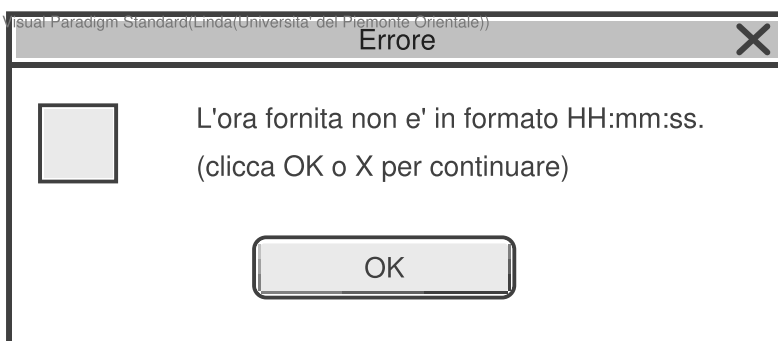 Visual Paradigm Standard(Linda(Universita' del Piemonte Orientale))
Errore
L'ora fornita non e' in formato HH:mm:ss.
(clicca OK o X per continuare)
OK